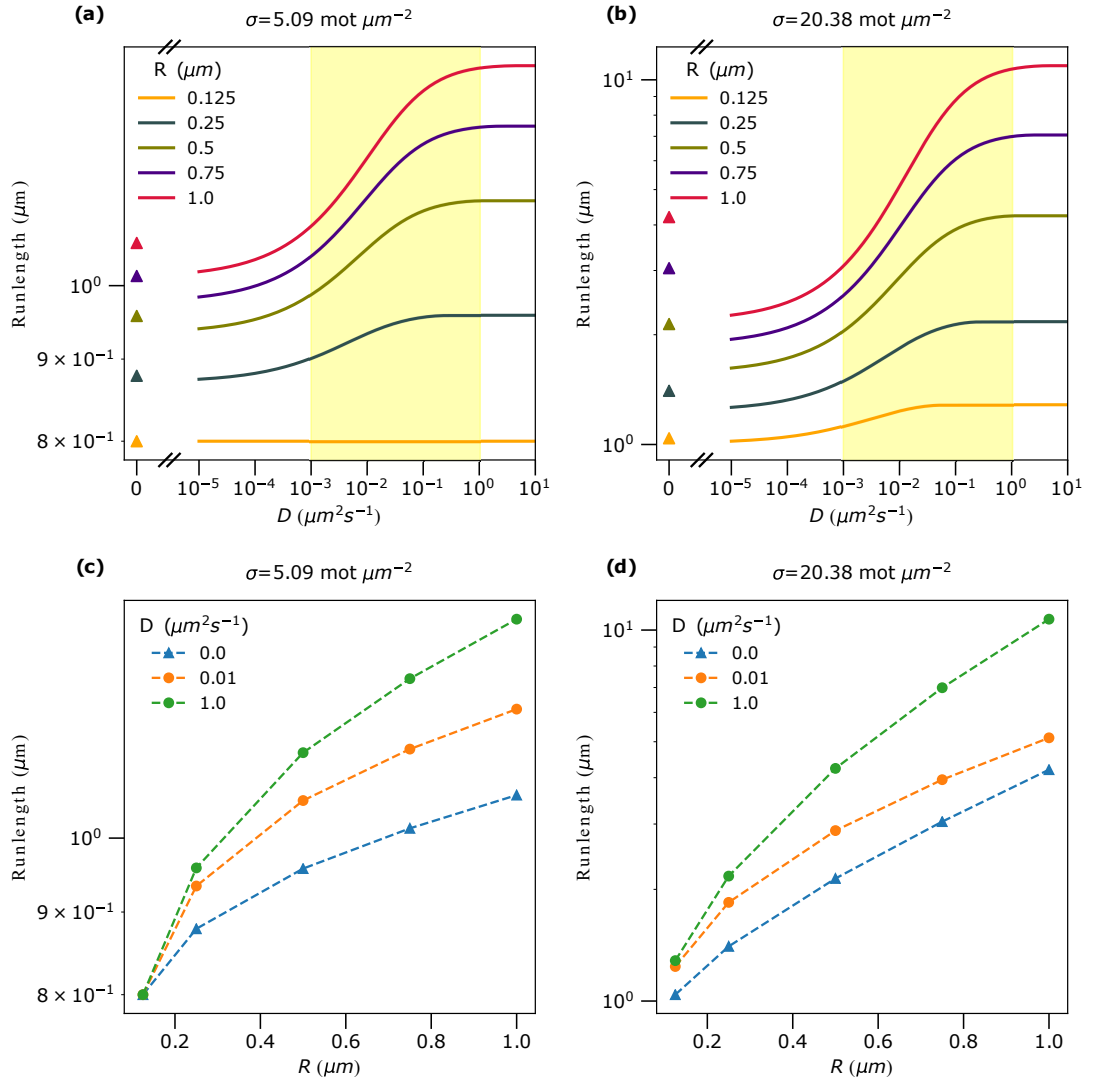 (a)
σ=5.09 mot μm⁻²
R (μm)
0.125
0.25
0.5
0.75
1.0
Runlength (μm)
10⁰
9 × 10⁻¹
8 × 10⁻¹
0 10⁻⁵ 10⁻⁴ 10⁻³ 10⁻² 10⁻¹ 10⁰ 10¹
D (μm²s⁻¹)
(b)
σ=20.38 mot μm⁻²
R (μm)
0.125
0.25
0.5
0.75
1.0
Runlength (μm)
10¹
10⁰
0 10⁻⁵ 10⁻⁴ 10⁻³ 10⁻² 10⁻¹ 10⁰ 10¹
D (μm²s⁻¹)
(c)
σ=5.09 mot μm⁻²
D (μm²s⁻¹)
0.0
0.01
1.0
Runlength (μm)
10⁰
9 × 10⁻¹
8 × 10⁻¹
0.2 0.4 0.6 0.8 1.0
R (μm)
(d)
σ=20.38 mot μm⁻²
D (μm²s⁻¹)
0.0
0.01
1.0
Runlength (μm)
10¹
10⁰
0.2 0.4 0.6 0.8 1.0
R (μm)